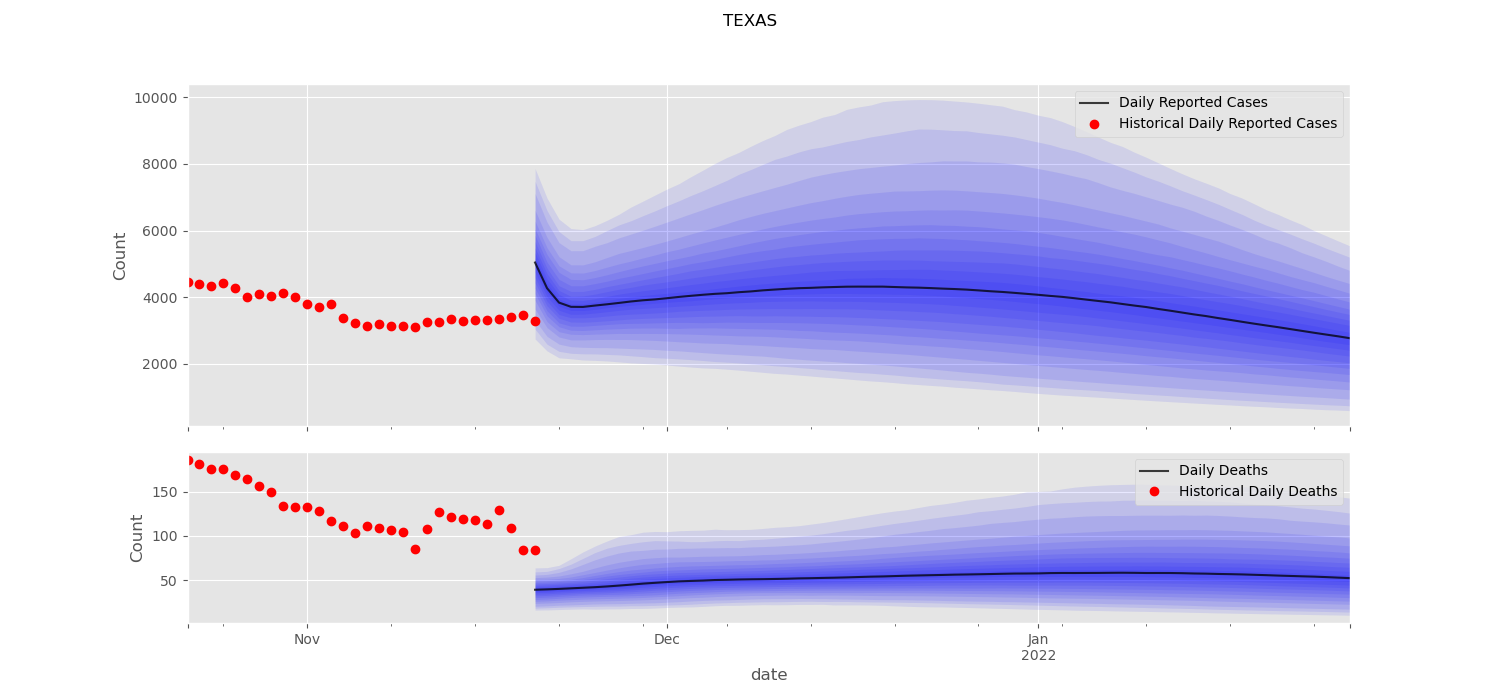 TEXAS
10000
8000
6000
4000
2000
Count
Daily Reported Cases
Historical Daily Reported Cases
150
100
50
Count
Daily Deaths
Historical Daily Deaths
Nov
Dec
Jan
2022
date